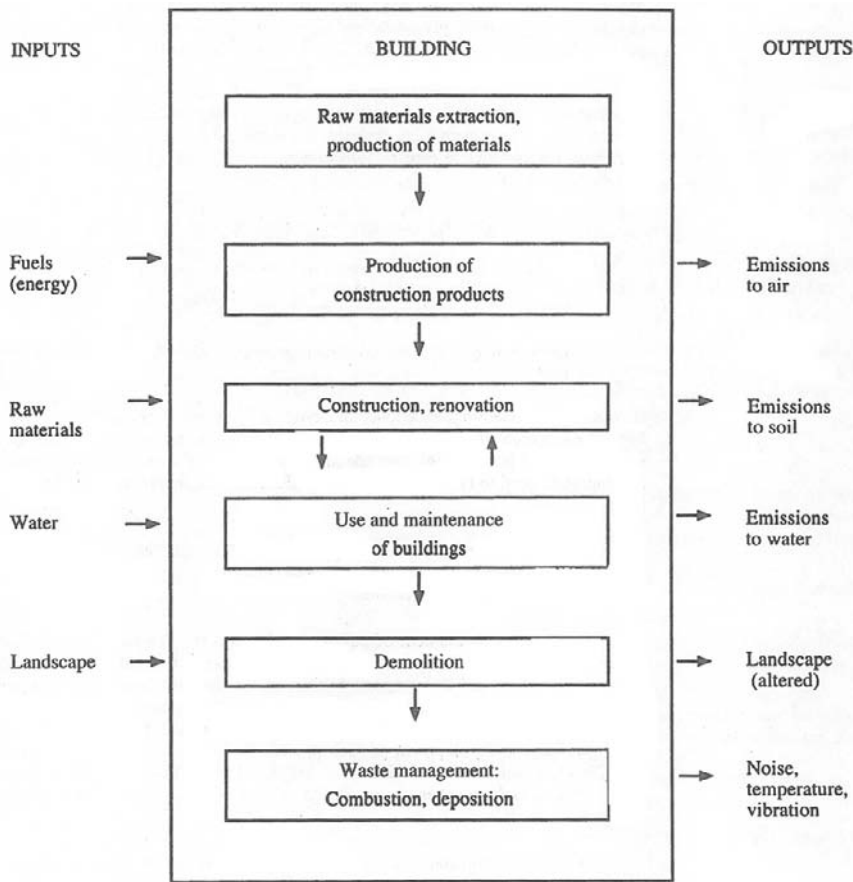 INPUTS
BUILDING
OUTPUTS
Raw materials extraction,
production of materials
Fuels
(energy)
Production of
construction products
Emissions
to air
Raw
materials
Construction, renovation
Emissions
to soil
Water
Use and maintenance
of buildings
Emissions
to water
Landscape
Demolition
Landscape
(altered)
Waste management:
Combustion, deposition
Noise,
temperature,
vibration